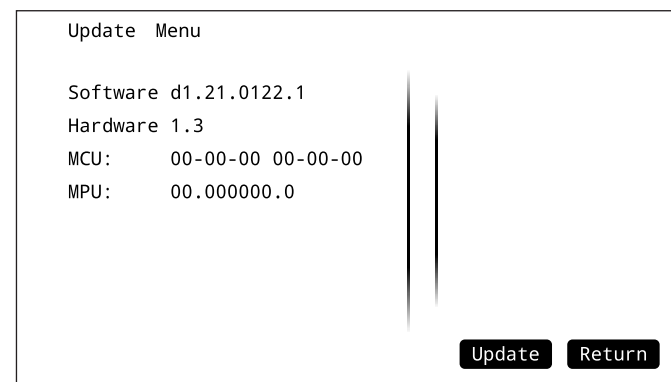 Update Menu
Software d1.21.0122.1
Hardware 1.3
MCU: 00-00-00 00-00-00
MPU: 00.000000.0
Update Return